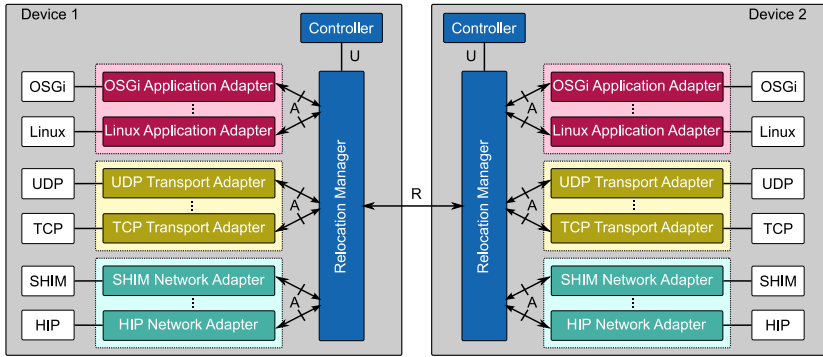 Device 1
Controller
U
OSGi
OSGi Application Adapter
A
Linux
Linux Application Adapter
UDP
UDP Transport Adapter
A
TCP
TCP Transport Adapter
SHIM
SHIM Network Adapter
A
HIP
HIP Network Adapter
Relocation Manager
R
Device 2
Controller
U
Relocation Manager
A
OSGi Application Adapter
OSGi
Linux Application Adapter
Linux
A
UDP Transport Adapter
UDP
TCP Transport Adapter
TCP
A
SHIM Network Adapter
SHIM
HIP Network Adapter
HIP